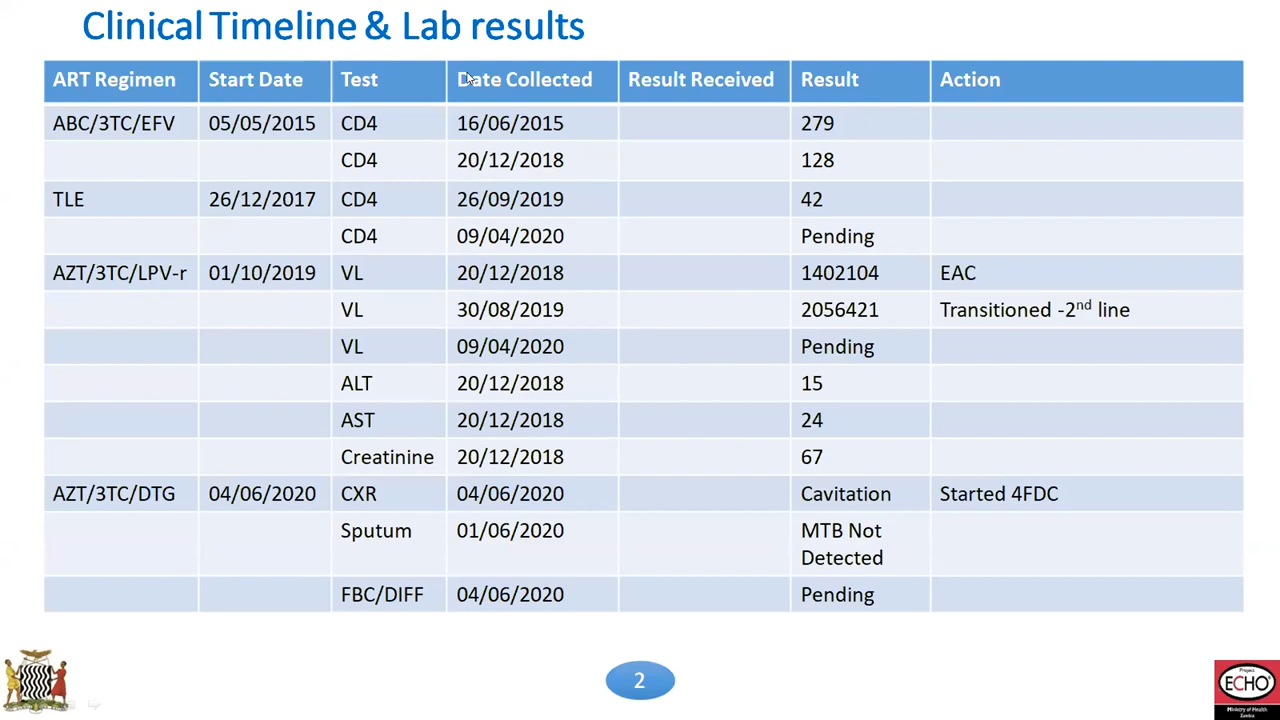 Clinical Timeline & Lab results
ART Regimen Start Date Test Date Collected Result Received Result Action
ABC/3TC/EFV 05/05/2015 CD4 16/06/2015 279
CD4 20/12/2018 128
TLE 26/12/2017 CD4 26/09/2019 42
CD4 09/04/2020 Pending
AZT/3TC/LPV-r 01/10/2019 VL 20/12/2018 1402104 EAC
VL 30/08/2019 2056421 Transitioned -2nd line
VL 09/04/2020 Pending
ALT 20/12/2018 15
AST 20/12/2018 24
Creatinine 20/12/2018 67
AZT/3TC/DTG 04/06/2020 CXR 04/06/2020 Cavitation Started 4FDC
Sputum 01/06/2020 MTB Not
Detected
FBC/DIFF 04/06/2020 Pending
2
Project
ECHO
Ministry of Health
Zambia